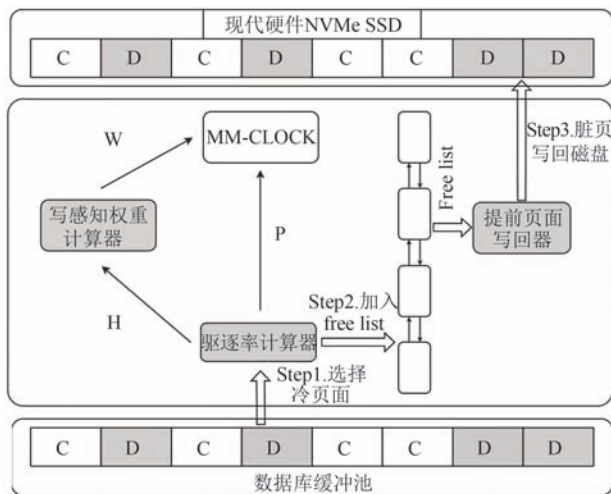 现代硬件NVMe SSD
C D C D C C D D
W
MM-CLOCK
Step3.脏页
写回磁盘
Free list
写感知权重
计算器
提前页面
写回器
P
H
Step2.加入
free list
驱逐率计算器
Step1.选择
冷页面
C D C D C C D D
数据库缓冲池